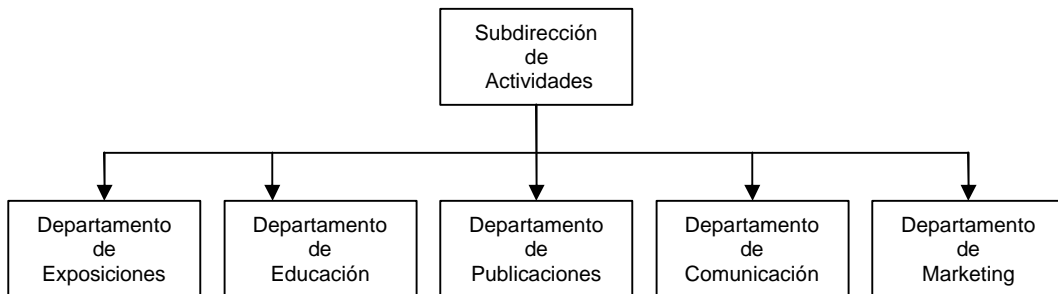 Subdirección
de
Actividades
Departamento
de
Exposiciones
Departamento
de
Educación
Departamento
de
Publicaciones
Departamento
de
Comunicación
Departamento
de
Marketing